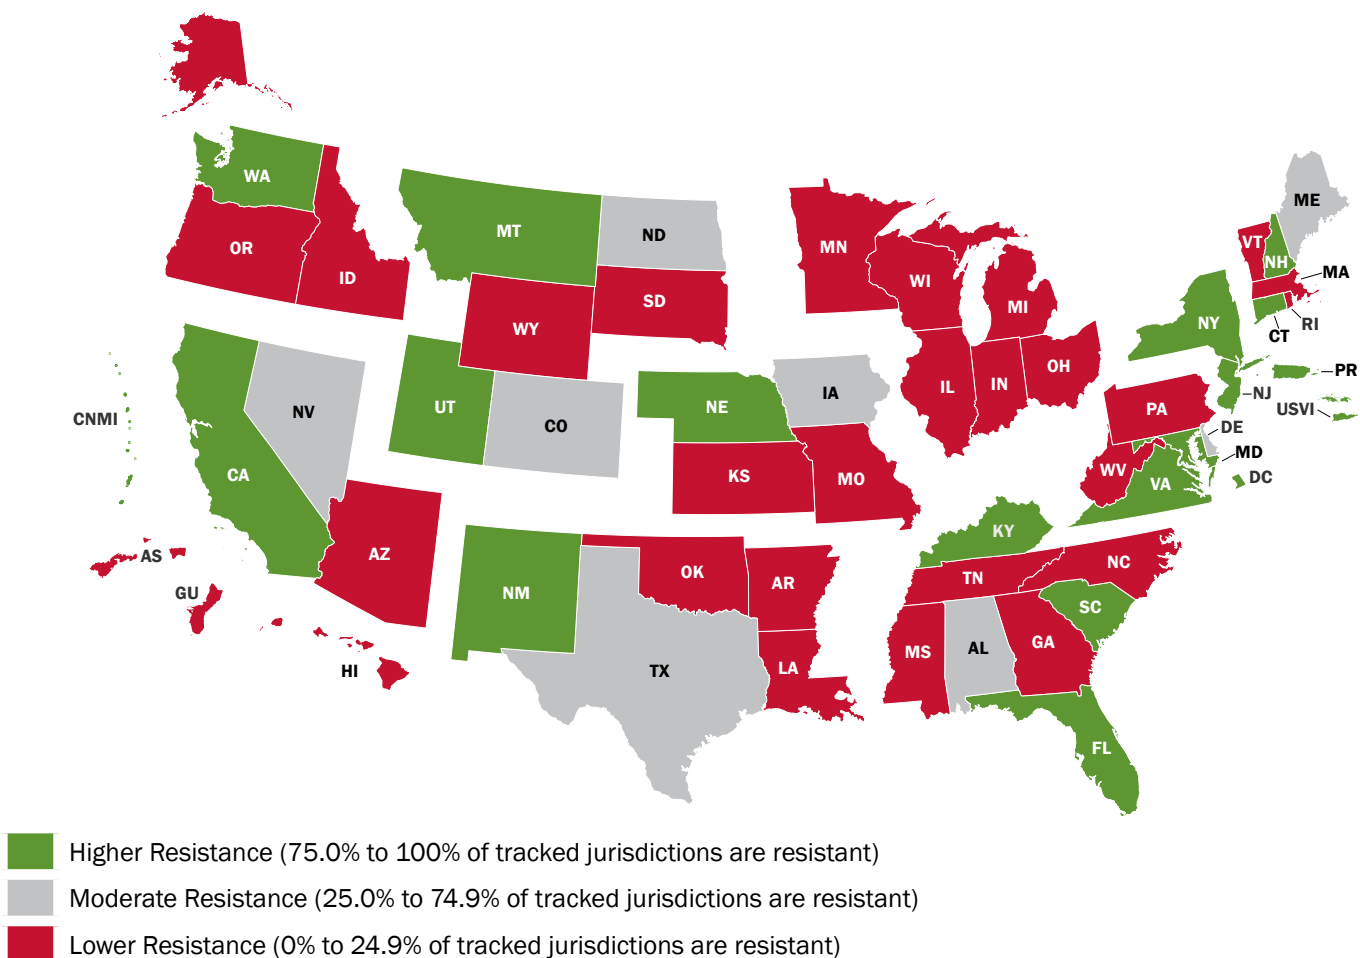 WA
OR
ID
MT
ND
SD
WY
MN
WI
MI
ME
VT
NH
MA
RI
CT
NY
PR
USVI
NJ
CNMI
NV
UT
CO
CA
NE
IA
IL
IN
OH
PA
DE
MD
DC
WV
VA
KS
MO
KY
AS
GU
HI
AZ
NM
OK
AR
TN
NC
SC
TX
LA
MS
AL
GA
FL
Higher Resistance (75.0% to 100% of tracked jurisdictions are resistant)
Moderate Resistance (25.0% to 74.9% of tracked jurisdictions are resistant)
Lower Resistance (0% to 24.9% of tracked jurisdictions are resistant)